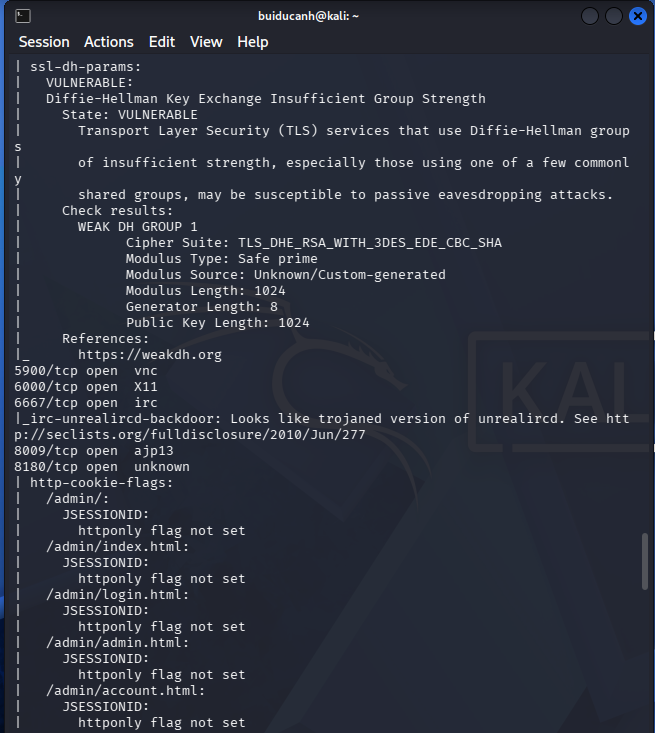 buiducanh@kali: ~
Session Actions Edit View Help
| ssl-dh-params:
|   VULNERABLE:
|   Diffie-Hellman Key Exchange Insufficient Group Strength
|     State: VULNERABLE
|       Transport Layer Security (TLS) services that use Diffie-Hellman group
s
|       of insufficient strength, especially those using one of a few commonl
y
|       shared groups, may be susceptible to passive eavesdropping attacks.
|     Check results:
|       WEAK DH GROUP 1
|             Cipher Suite: TLS_DHE_RSA_WITH_3DES_EDE_CBC_SHA
|             Modulus Type: Safe prime
|             Modulus Source: Unknown/Custom-generated
|             Modulus Length: 1024
|             Generator Length: 8
|             Public Key Length: 1024
|     References:
|_      https://weakdh.org
5900/tcp open  vnc
6000/tcp open  X11
6667/tcp open  irc
|_irc-unrealircd-backdoor: Looks like trojaned version of unrealircd. See htt
p://seclists.org/fulldisclosure/2010/Jun/277
8009/tcp open  ajp13
8180/tcp open  unknown
| http-cookie-flags:
|   /admin/:
|     JSESSIONID:
|       httponly flag not set
|   /admin/index.html:
|     JSESSIONID:
|       httponly flag not set
|   /admin/login.html:
|     JSESSIONID:
|       httponly flag not set
|   /admin/admin.html:
|     JSESSIONID:
|       httponly flag not set
|   /admin/account.html:
|     JSESSIONID:
|       httponly flag not set
KAL